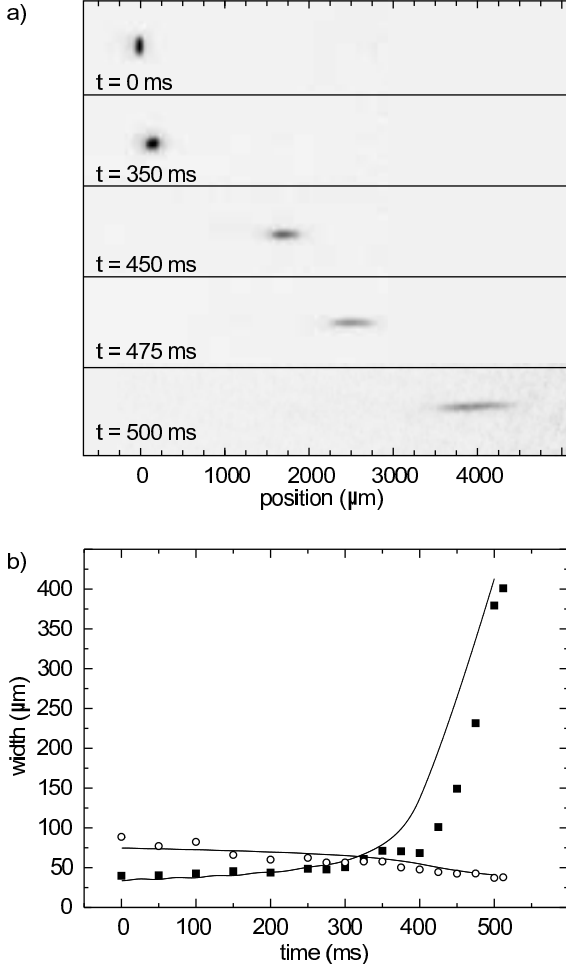 a)
t = 0 ms
t = 350 ms
t = 450 ms
t = 475 ms
t = 500 ms
0 1000 2000 3000 4000
position (µm)
b)
400
350
300
250
200
150
100
50
0
width (µm)
0 100 200 300 400 500
time (ms)